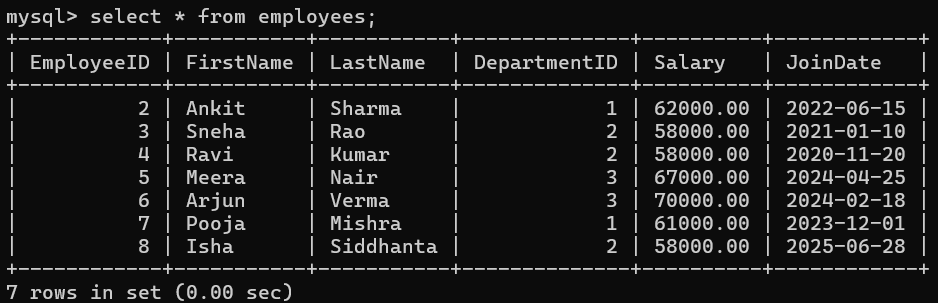 mysql> select * from employees;
+------------+-----------+-----------+--------------+----------+------------+
| EmployeeID | FirstName | LastName  | DepartmentID | Salary   | JoinDate   |
+------------+-----------+-----------+--------------+----------+------------+
|          2 | Ankit     | Sharma    |            1 | 62000.00 | 2022-06-15 |
|          3 | Sneha     | Rao       |            2 | 58000.00 | 2021-01-10 |
|          4 | Ravi      | Kumar     |            2 | 58000.00 | 2020-11-20 |
|          5 | Meera     | Nair      |            3 | 67000.00 | 2024-04-25 |
|          6 | Arjun     | Verma     |            3 | 70000.00 | 2024-02-18 |
|          7 | Pooja     | Mishra    |            1 | 61000.00 | 2023-12-01 |
|          8 | Isha      | Siddhanta |            2 | 58000.00 | 2025-06-28 |
+------------+-----------+-----------+--------------+----------+------------+
7 rows in set (0.00 sec)